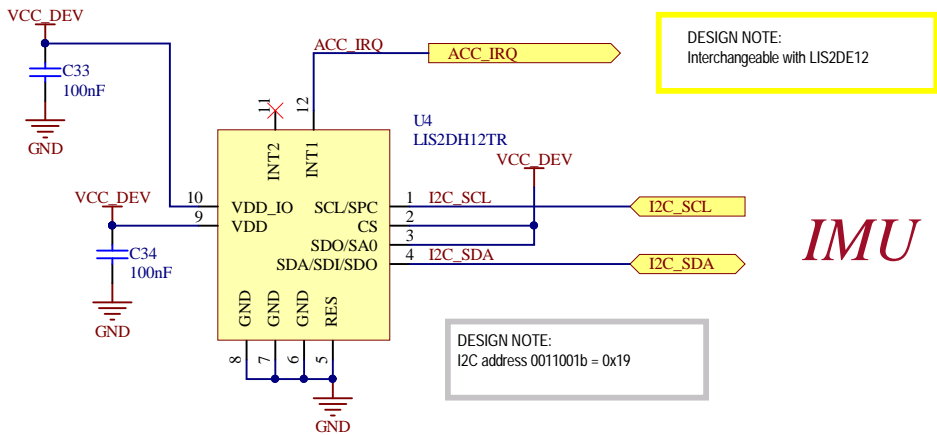 VCC_DEV
C33
100nF
GND
ACC_IRQ
ACC_IRQ
DESIGN NOTE:
Interchangeable with LIS2DE12
11
12
INT2
INT1
U4
LIS2DH12TR
VCC_DEV
VCC_DEV
10
VDD_IO
9
VDD
SCL/SPC
1
I2C_SCL
I2C_SCL
CS
2
SDO/SA0
3
SDA/SDI/SDO
4
I2C_SDA
I2C_SDA
IMU
C34
100nF
GND
GND
GND
GND
RES
8
7
6
5
GND
DESIGN NOTE:
I2C address 0011001b = 0x19